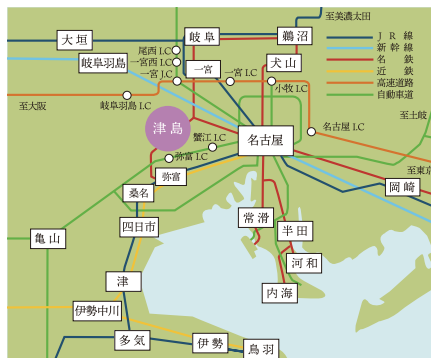 至美濃太田
大垣
岐阜
鵜沼
JR線
新幹線
名鉄
近鉄
高速道路
自動車道
尾西I.C
一宮西I.C
一宮J.C
岐阜羽島
一宮
犬山
一宮I.C
小牧I.C
至大阪
岐阜羽島I.C
至土岐
津島
蟹江I.C
名古屋
名古屋I.C
弥富I.C
至東京
弥富
桑名
岡崎
常滑
四日市
半田
亀山
河和
津
内海
伊勢中川
多気
伊勢
鳥羽